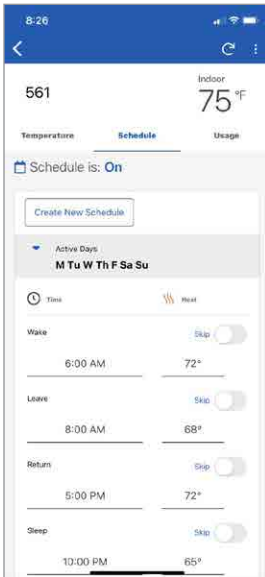 8:26
561
Indoor
75 °F
Temperature Schedule Usage
Schedule is: On
Create New Schedule
Active Days
M Tu W Th F Sa Su
Time Heat
Wake Skip
6:00 AM 72°
Leave Skip
8:00 AM 68°
Return Skip
5:00 PM 72°
Sleep Skip
10:00 PM 65°